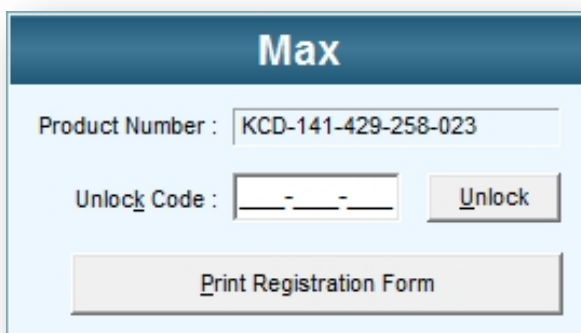 Max
Product Number : KCD-141-429-258-023
Unlock Code : ___-___-___ Unlock
Print Registration Form